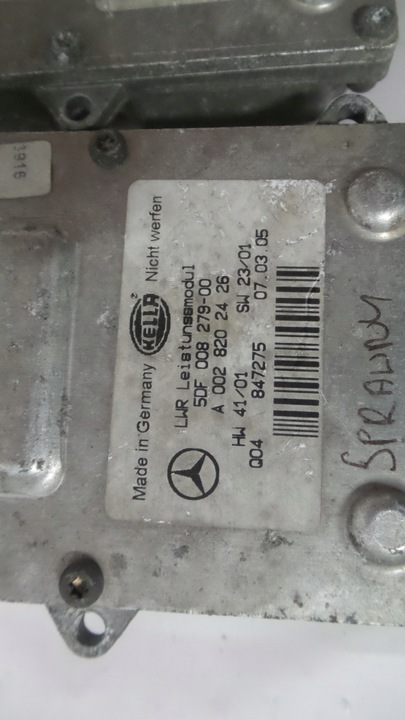 3916
Made in Germany HELLA Nicht werfen
LWR Leistungsmodul
5DF 008 279-00
A 002 820 24 26
HW 41/01 SW 23/01
Q04 847275 07.03.05
SPRAWNY